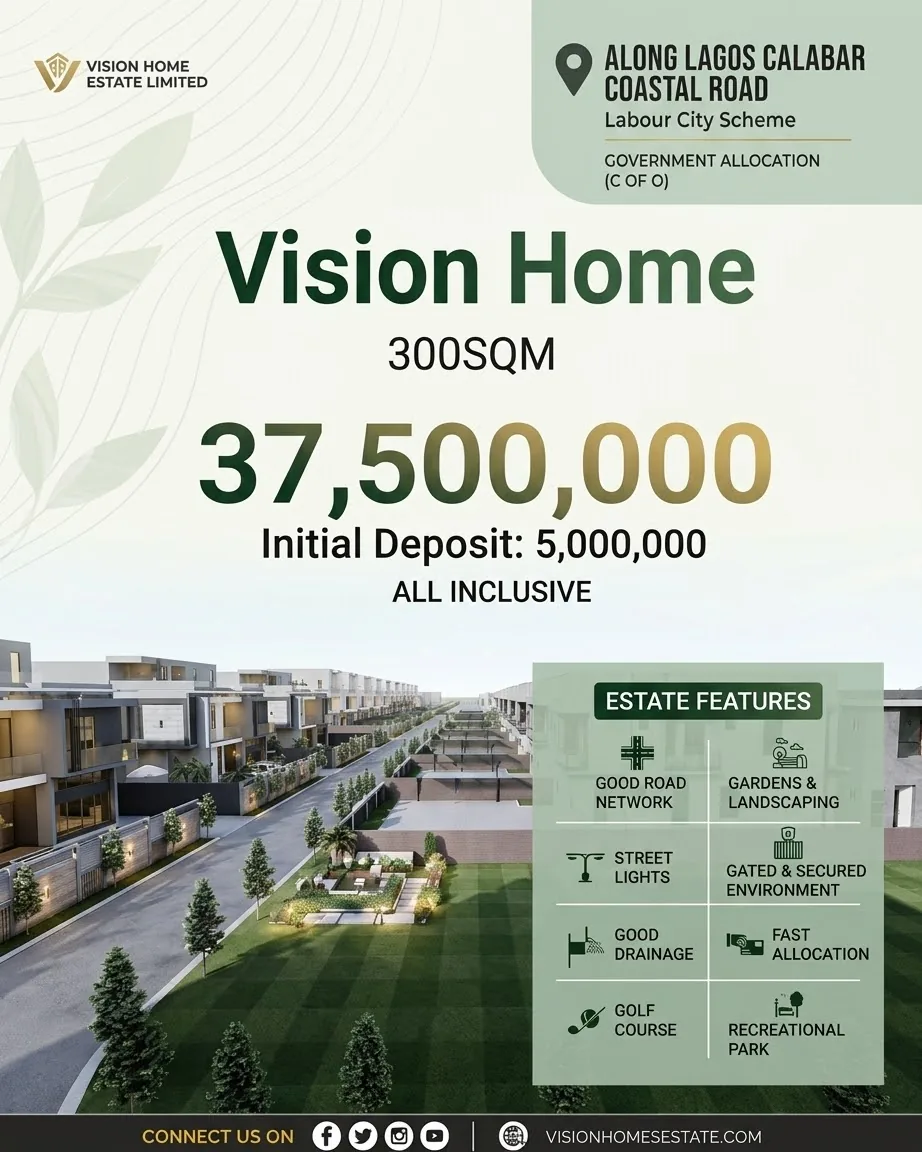 VISION HOME
ESTATE LIMITED
ALONG LAGOS CALABAR
COASTAL ROAD
Labour City Scheme
GOVERNMENT ALLOCATION
(C OF O)
Vision Home
300SQM
37,500,000
Initial Deposit: 5,000,000
ALL INCLUSIVE
ESTATE FEATURES
GOOD ROAD
NETWORK
GARDENS &
LANDSCAPING
STREET
LIGHTS
GATED & SECURED
ENVIRONMENT
GOOD
DRAINAGE
FAST
ALLOCATION
GOLF
COURSE
RECREATIONAL
PARK
CONNECT US ON
VISIONHOMESESTATE.COM